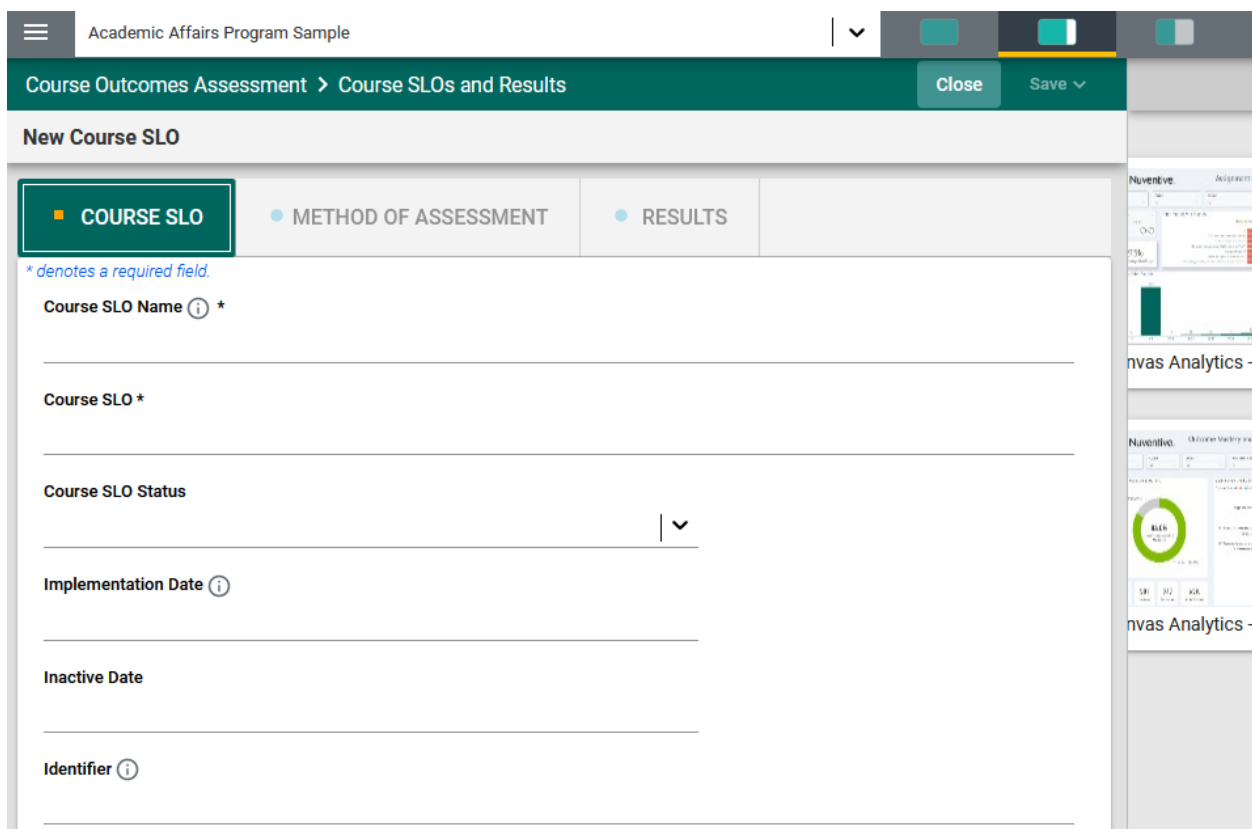 Academic Affairs Program Sample
Course Outcomes Assessment > Course SLOs and Results
Close
Save
New Course SLO
COURSE SLO
METHOD OF ASSESSMENT
RESULTS
* denotes a required field.
Course SLO Name *
Course SLO *
Course SLO Status
Implementation Date
Inactive Date
Identifier
Nuventive.
nvas Analytics -
Nuventive.
nvas Analytics -